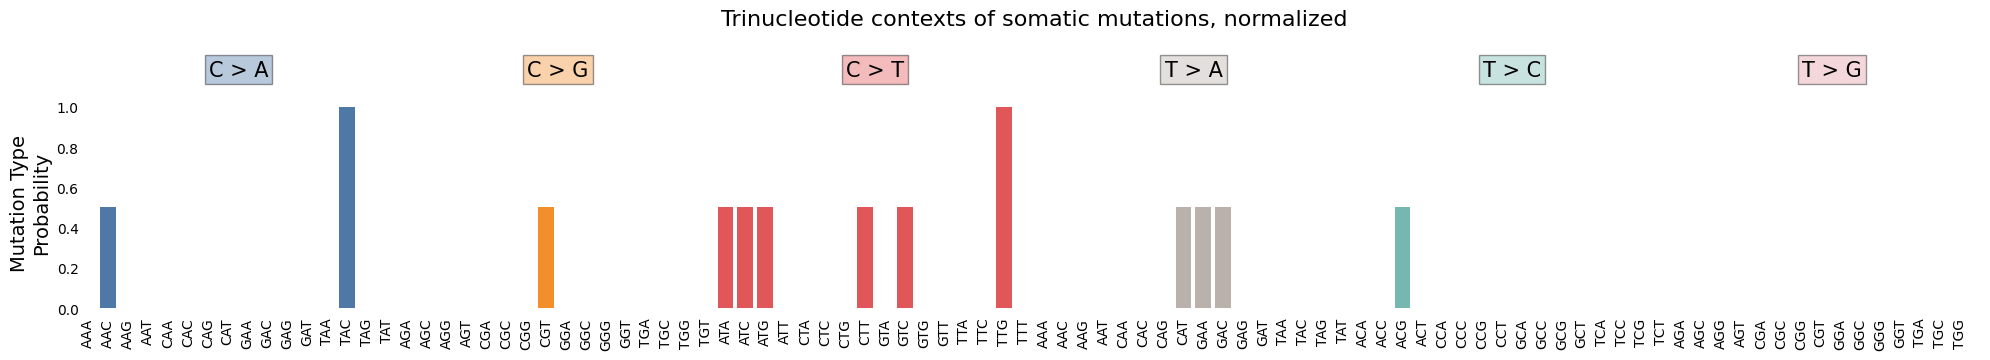 Trinucleotide contexts of somatic mutations, normalized
C > A
C > G
C > T
T > A
T > C
T > G
Mutation Type
Probability
1.0
0.8
0.6
0.4
0.2
0.0
AAA AAC AAG AAT CAA CAC CAG CAT GAA GAC GAG GAT TAA TAC TAG TAT AGA AGC AGG AGT CGA CGC CGG CGT GGA GGC GGG GGT TGA TGC TGG TGT ATA ATC ATG ATT CTA CTC CTG CTT GTA GTC GTG GTT TTA TTC TTG TTT AAA AAC AAG AAT CAA CAC CAG CAT GAA GAC GAG GAT TAA TAC TAG TAT ACA ACC ACG ACT CCA CCC CCG CCT GCA GCC GCG GCT TCA TCC TCG TCT AGA AGC AGG AGT CGA CGC CGG CGT GGA GGC GGG GGT TGA TGC TGG